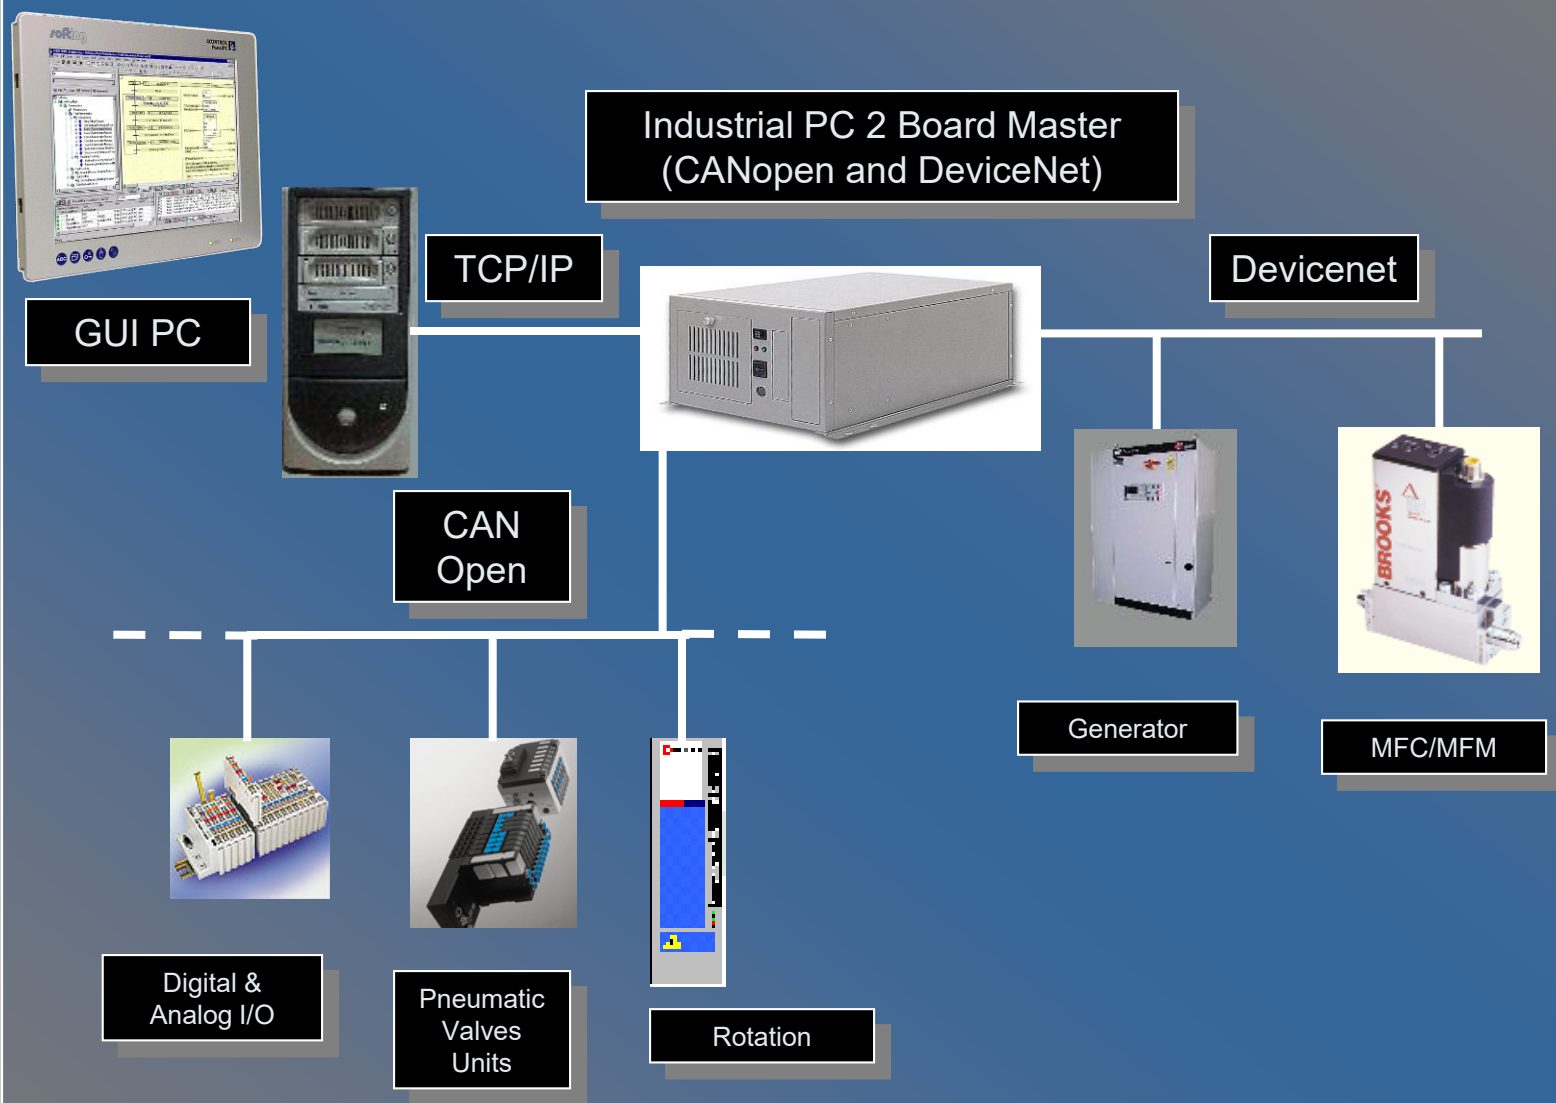 softing
Industrial PC 2 Board Master
(CANopen and DeviceNet)
TCP/IP
Devicenet
GUI PC
CAN
Open
BROOKS
Generator
MFC/MFM
Digital &
Analog I/O
Pneumatic
Valves
Units
Rotation